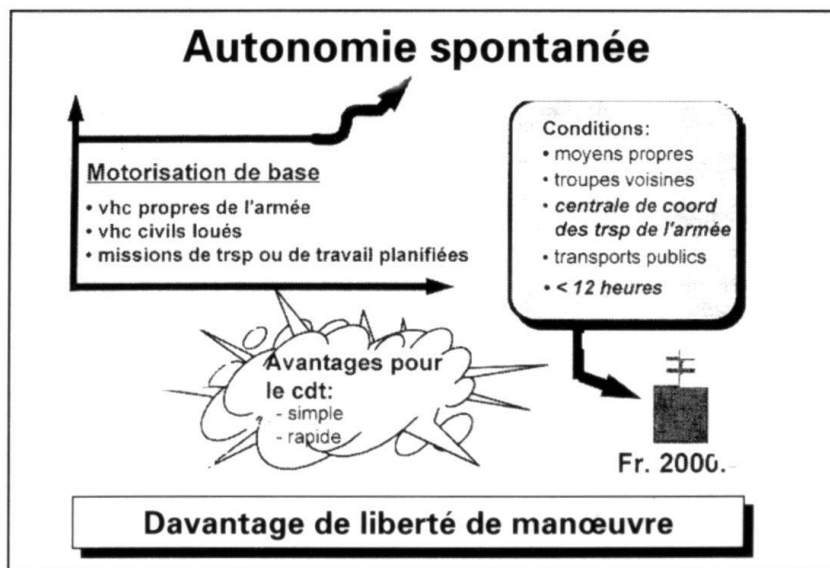 Autonomie spontanée
Motorisation de base
• vhc propres de l'armée
• vhc civils loués
• missions de trsp ou de travail planifiées
Conditions:
• moyens propres
• troupes voisines
• centrale de coord
des trsp de l'armée
• transports publics
• < 12 heures
Avantages pour
le cdt:
- simple
- rapide
Fr. 2000.-
Davantage de liberté de manœuvre